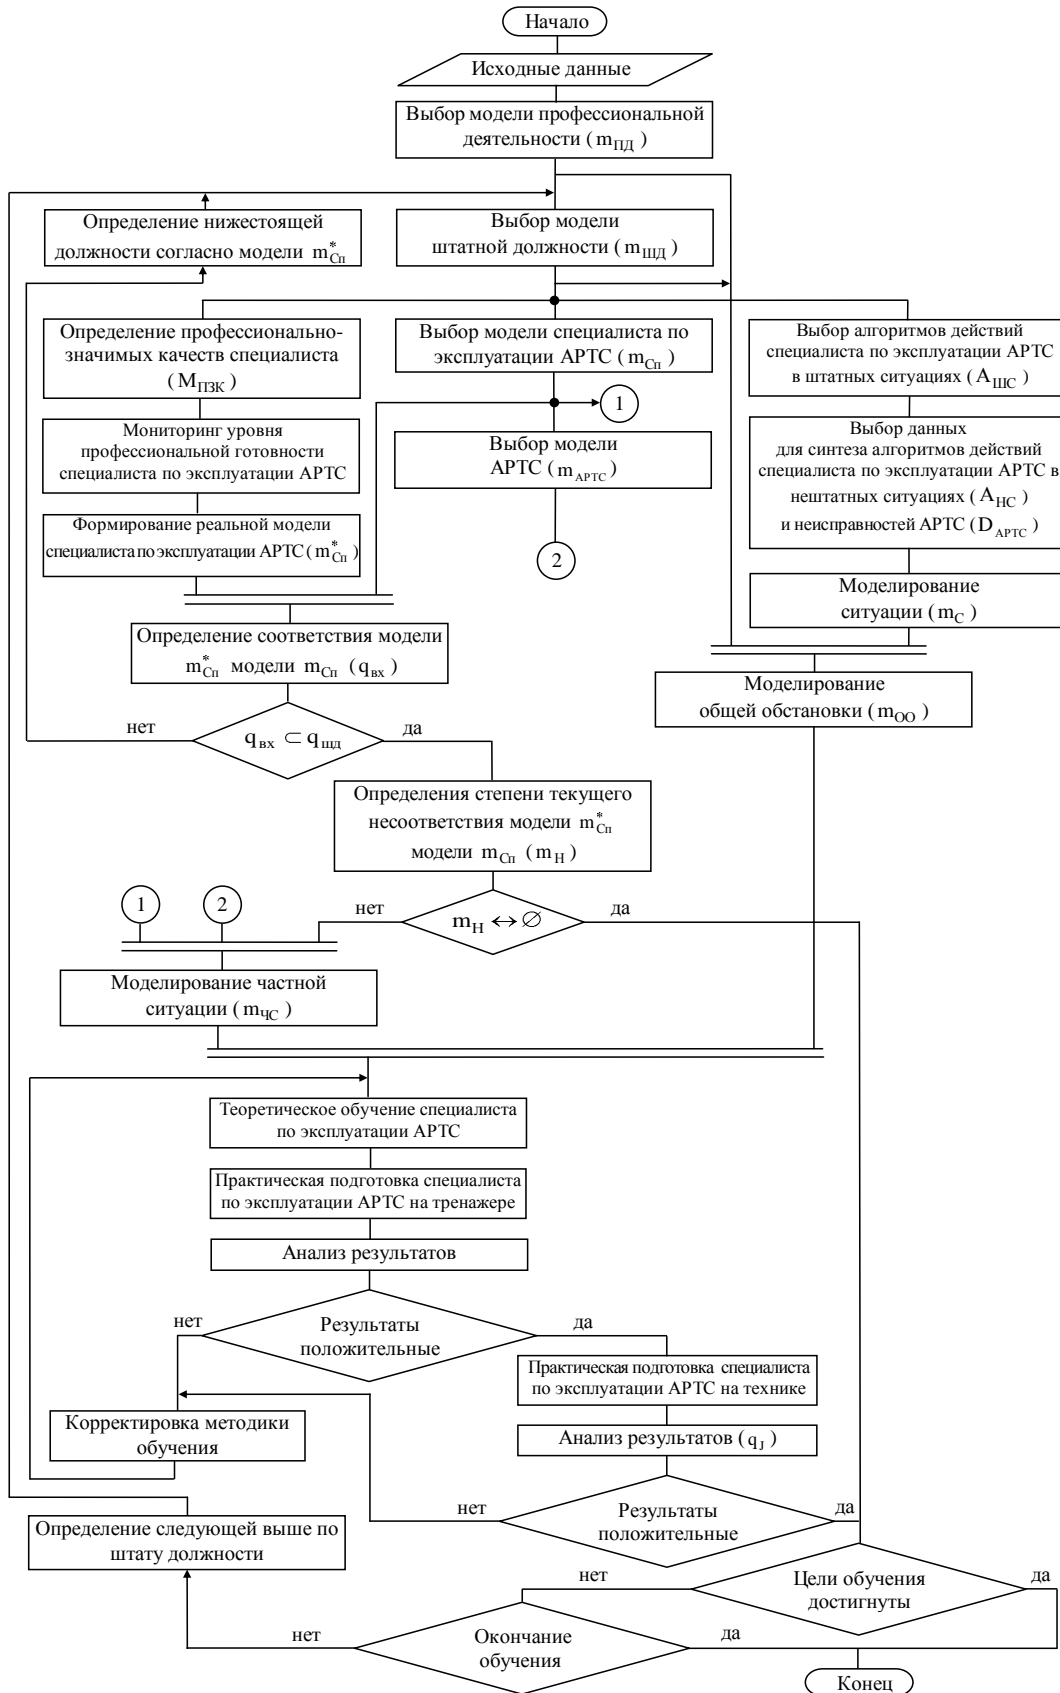 Начало
Исходные данные
Выбор модели профессиональной
деятельности (m_ПД)
Определение нижестоящей
должности согласно модели m*_Сп
Выбор модели
штатной должности (m_ШД)
Определение профессионально-
значимых качеств специалиста
(M_ПЗК)
Выбор модели специалиста по
эксплуатации АРТС (m_Сп)
Выбор алгоритмов действий
специалиста по эксплуатации АРТС
в штатных ситуациях (A_ШС)
1
Мониторинг уровня
профессиональной готовности
специалиста по эксплуатации АРТС
Выбор модели
АРТС (m_АРТС)
Выбор данных
для синтеза алгоритмов действий
специалиста по эксплуатации АРТС в
нештатных ситуациях (A_НС)
и неисправностей АРТС (D_АРТС)
Формирование реальной модели
специалиста по эксплуатации АРТС (m*_Сп)
2
Моделирование
ситуации (m_С)
Определение соответствия модели
m*_Сп модели m_Сп (q_вх)
Моделирование
общей обстановки (m_ОО)
нет
q_вх ⊂ q_шд
да
Определения степени текущего
несоответствия модели m*_Сп
модели m_Сп (m_Н)
1
2
нет
m_Н ↔ ∅
да
Моделирование частной
ситуации (m_ЧС)
Теоретическое обучение специалиста
по эксплуатации АРТС
Практическая подготовка специалиста
по эксплуатации АРТС на тренажере
Анализ результатов
нет
Результаты
положительные
да
Практическая подготовка специалиста
по эксплуатации АРТС на технике
Корректировка методики
обучения
Анализ результатов (q_J)
нет
Результаты
положительные
да
Определение следующей выше по
штату должности
нет
Цели обучения
достигнуты
да
нет
Окончание
обучения
да
Конец